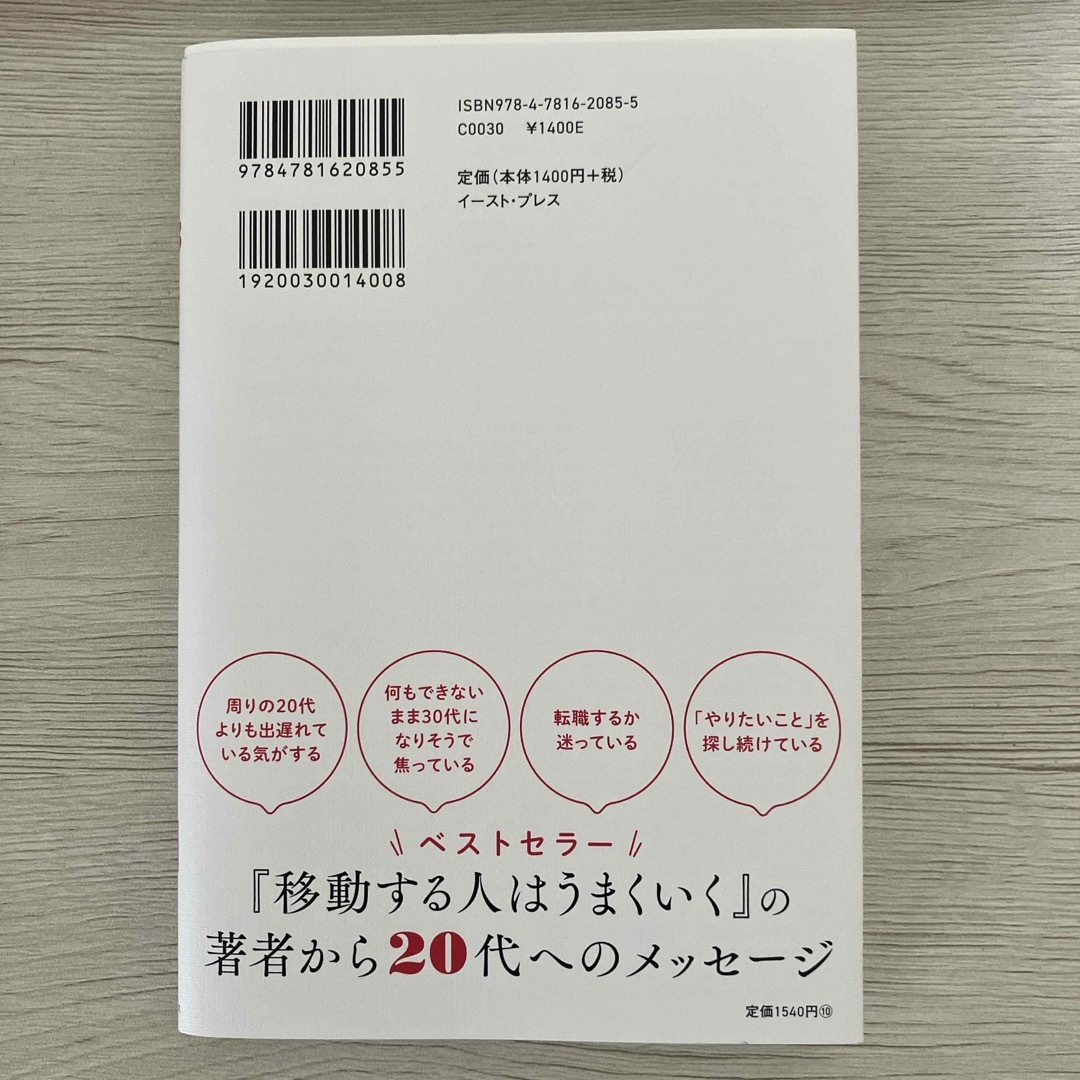 9784781620855
ISBN978-4-7816-2085-5
C0030 ¥1400E
定価(本体1400円+税)
イースト・プレス
1920030014008
周りの20代
よりも出遅れて
いる気がする
何もできない
まま30代に
なりそうで
焦っている
転職するか
迷っている
「やりたいこと」を
探し続けている
ベストセラー
『移動する人はうまくいく』の
著者から20代へのメッセージ
定価1540円⑩